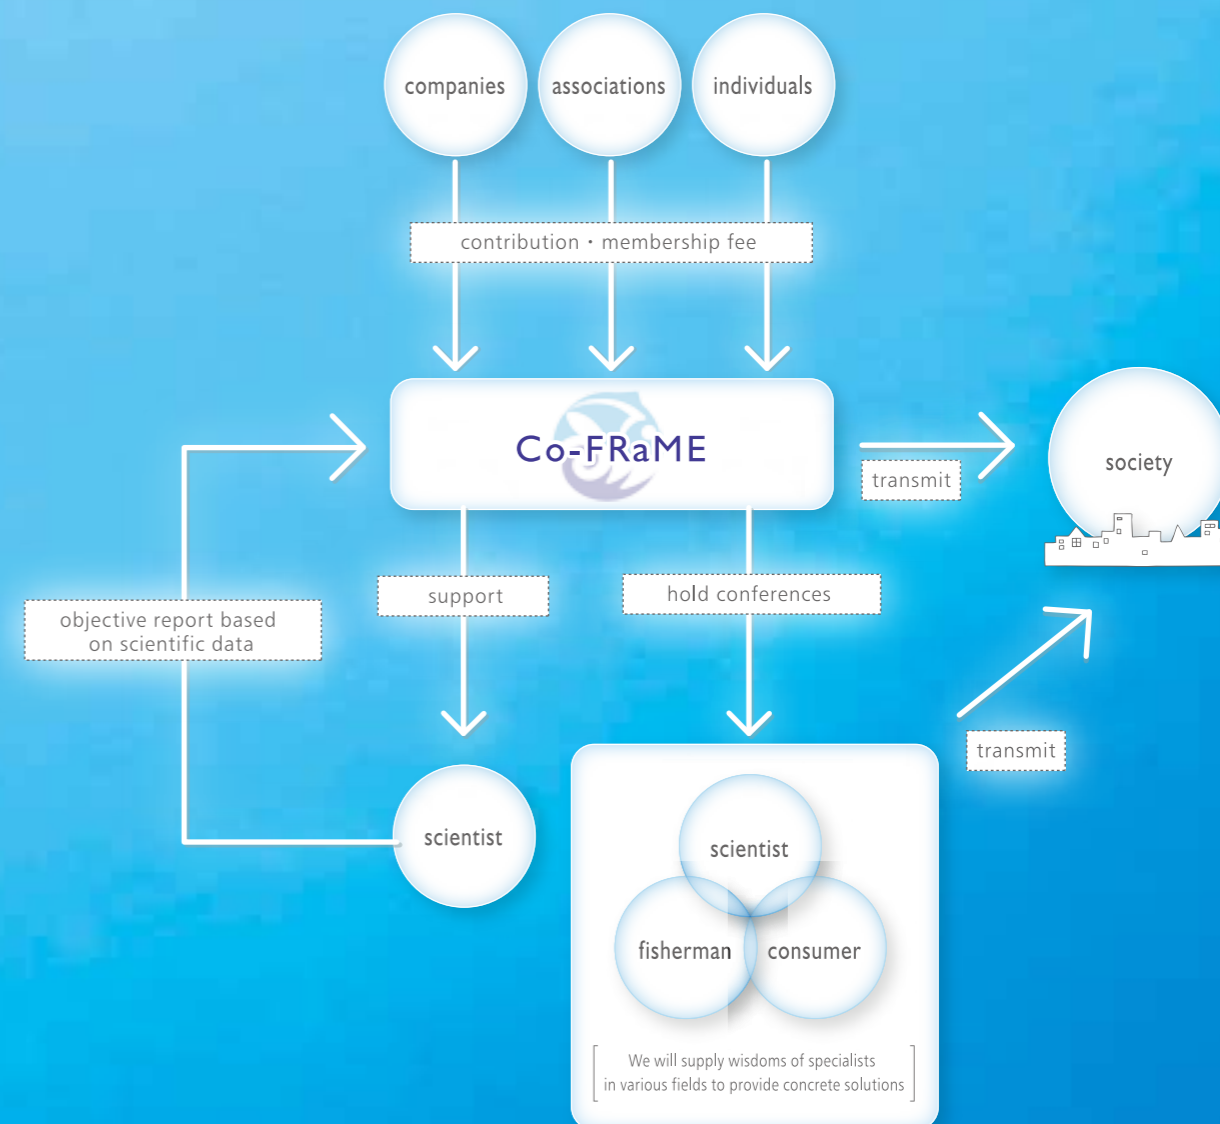 companies
associations
individuals
contribution・membership fee
Co-FRaME
transmit
society
support
hold conferences
objective report based
on scientific data
transmit
scientist
scientist
fisherman
consumer
We will supply wisdoms of specialists
in various fields to provide concrete solutions